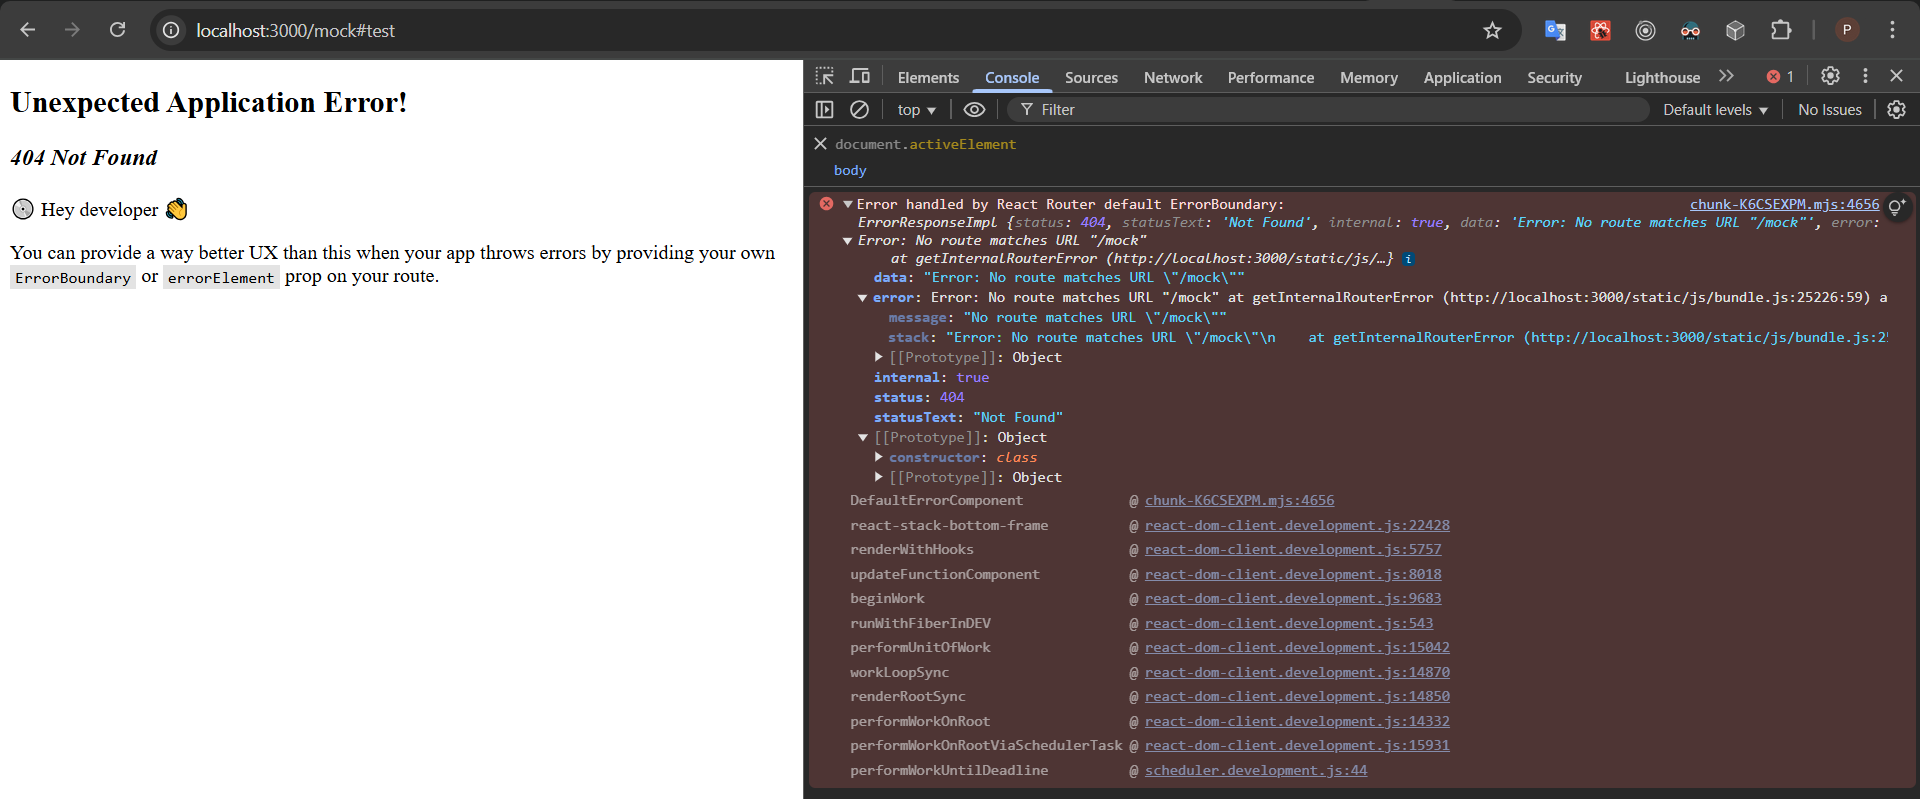 localhost:3000/mock#test
P
Unexpected Application Error!
404 Not Found
💿 Hey developer 👋
You can provide a way better UX than this when your app throws errors by providing your own
ErrorBoundary or errorElement prop on your route.
Elements Console Sources Network Performance Memory Application Security Lighthouse 1
top Filter Default levels No Issues
document.activeElement
body
Error handled by React Router default ErrorBoundary: chunk-K6CSEXPM.mjs:4656
ErrorResponseImpl {status: 404, statusText: 'Not Found', internal: true, data: 'Error: No route matches URL "/mock"', error:
Error: No route matches URL "/mock"
at getInternalRouterError (http://localhost:3000/static/js/…} i
data: "Error: No route matches URL \"/mock\""
error: Error: No route matches URL "/mock" at getInternalRouterError (http://localhost:3000/static/js/bundle.js:25226:59) a
message: "No route matches URL \"/mock\""
stack: "Error: No route matches URL \"/mock\"\n    at getInternalRouterError (http://localhost:3000/static/js/bundle.js:2
[[Prototype]]: Object
internal: true
status: 404
statusText: "Not Found"
[[Prototype]]: Object
constructor: class
[[Prototype]]: Object
DefaultErrorComponent @ chunk-K6CSEXPM.mjs:4656
react-stack-bottom-frame @ react-dom-client.development.js:22428
renderWithHooks @ react-dom-client.development.js:5757
updateFunctionComponent @ react-dom-client.development.js:8018
beginWork @ react-dom-client.development.js:9683
runWithFiberInDEV @ react-dom-client.development.js:543
performUnitOfWork @ react-dom-client.development.js:15042
workLoopSync @ react-dom-client.development.js:14870
renderRootSync @ react-dom-client.development.js:14850
performWorkOnRoot @ react-dom-client.development.js:14332
performWorkOnRootViaSchedulerTask @ react-dom-client.development.js:15931
performWorkUntilDeadline @ scheduler.development.js:44